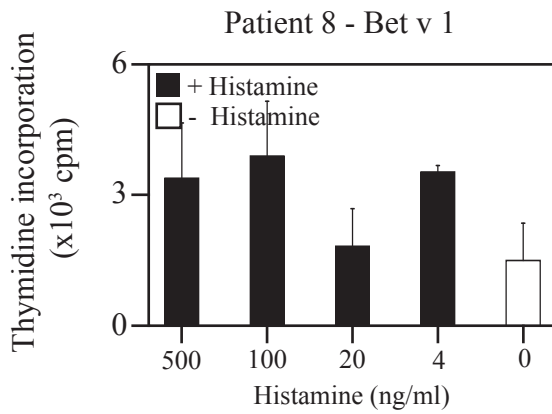 Patient 8 - Bet v 1
Thymidine incorporation
(x10³ cpm)
6
3
0
+ Histamine
- Histamine
500 100 20 4 0
Histamine (ng/ml)